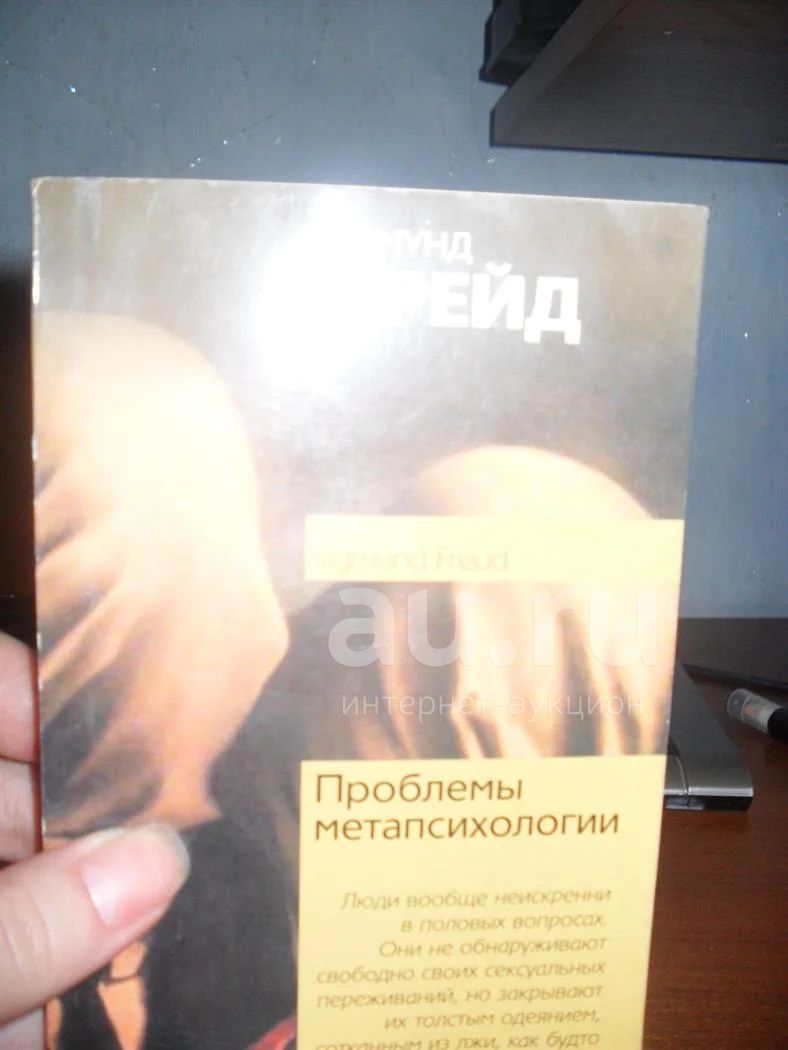 РЕЙД
Sigmund Freud
au.ru
интернет-аукцион
Проблемы
метапсихологии
Люди вообще неискренни
в половых вопросах.
Они не обнаруживают
свободно своих сексуальных
переживаний, но закрывают
их толстым одеянием,
сотканным из лжи, как будто